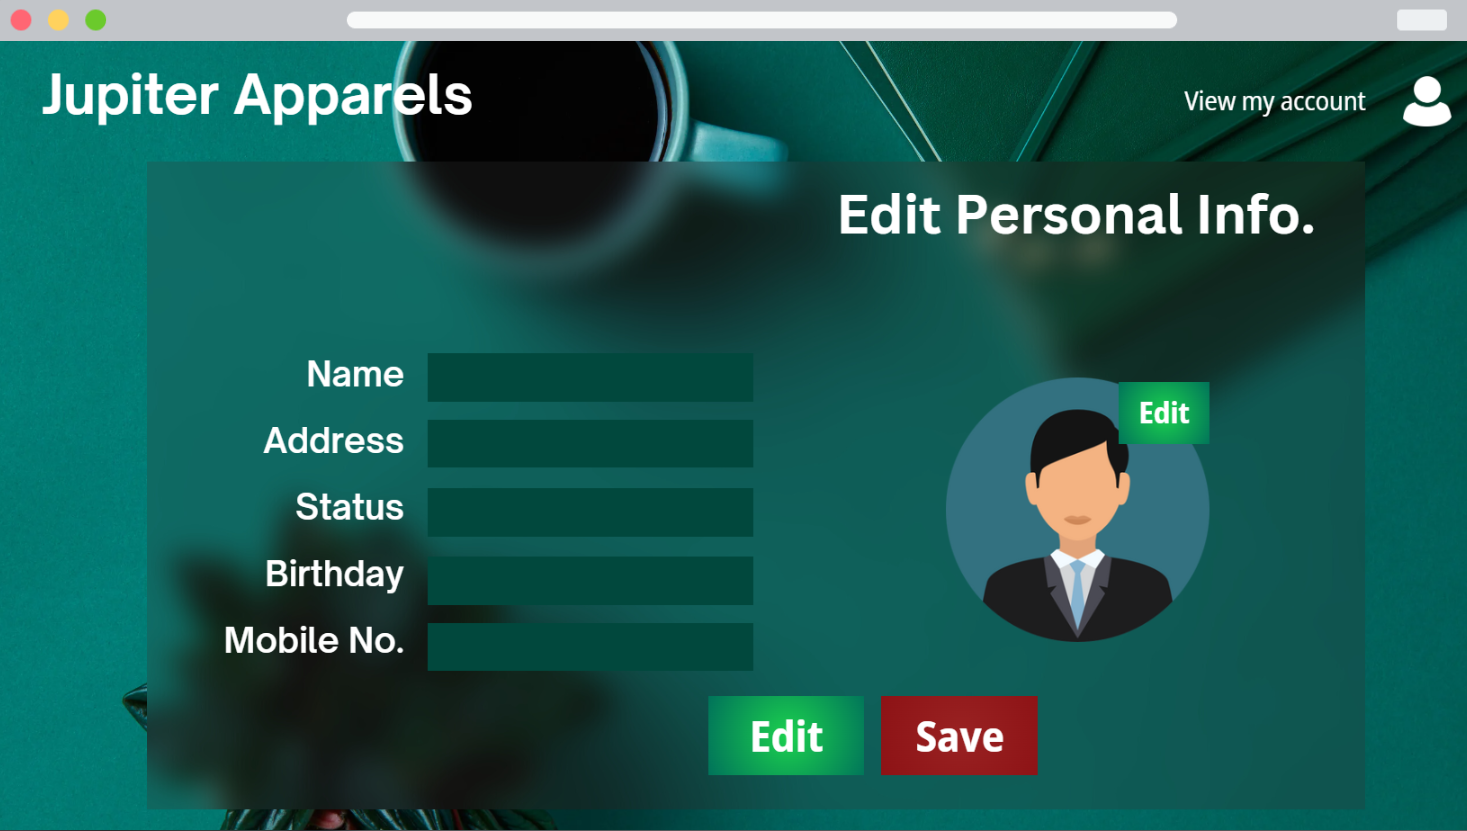 Jupiter Apparels
View my account
Edit Personal Info.
Name
Address
Status
Birthday
Mobile No.
Edit
Edit
Save